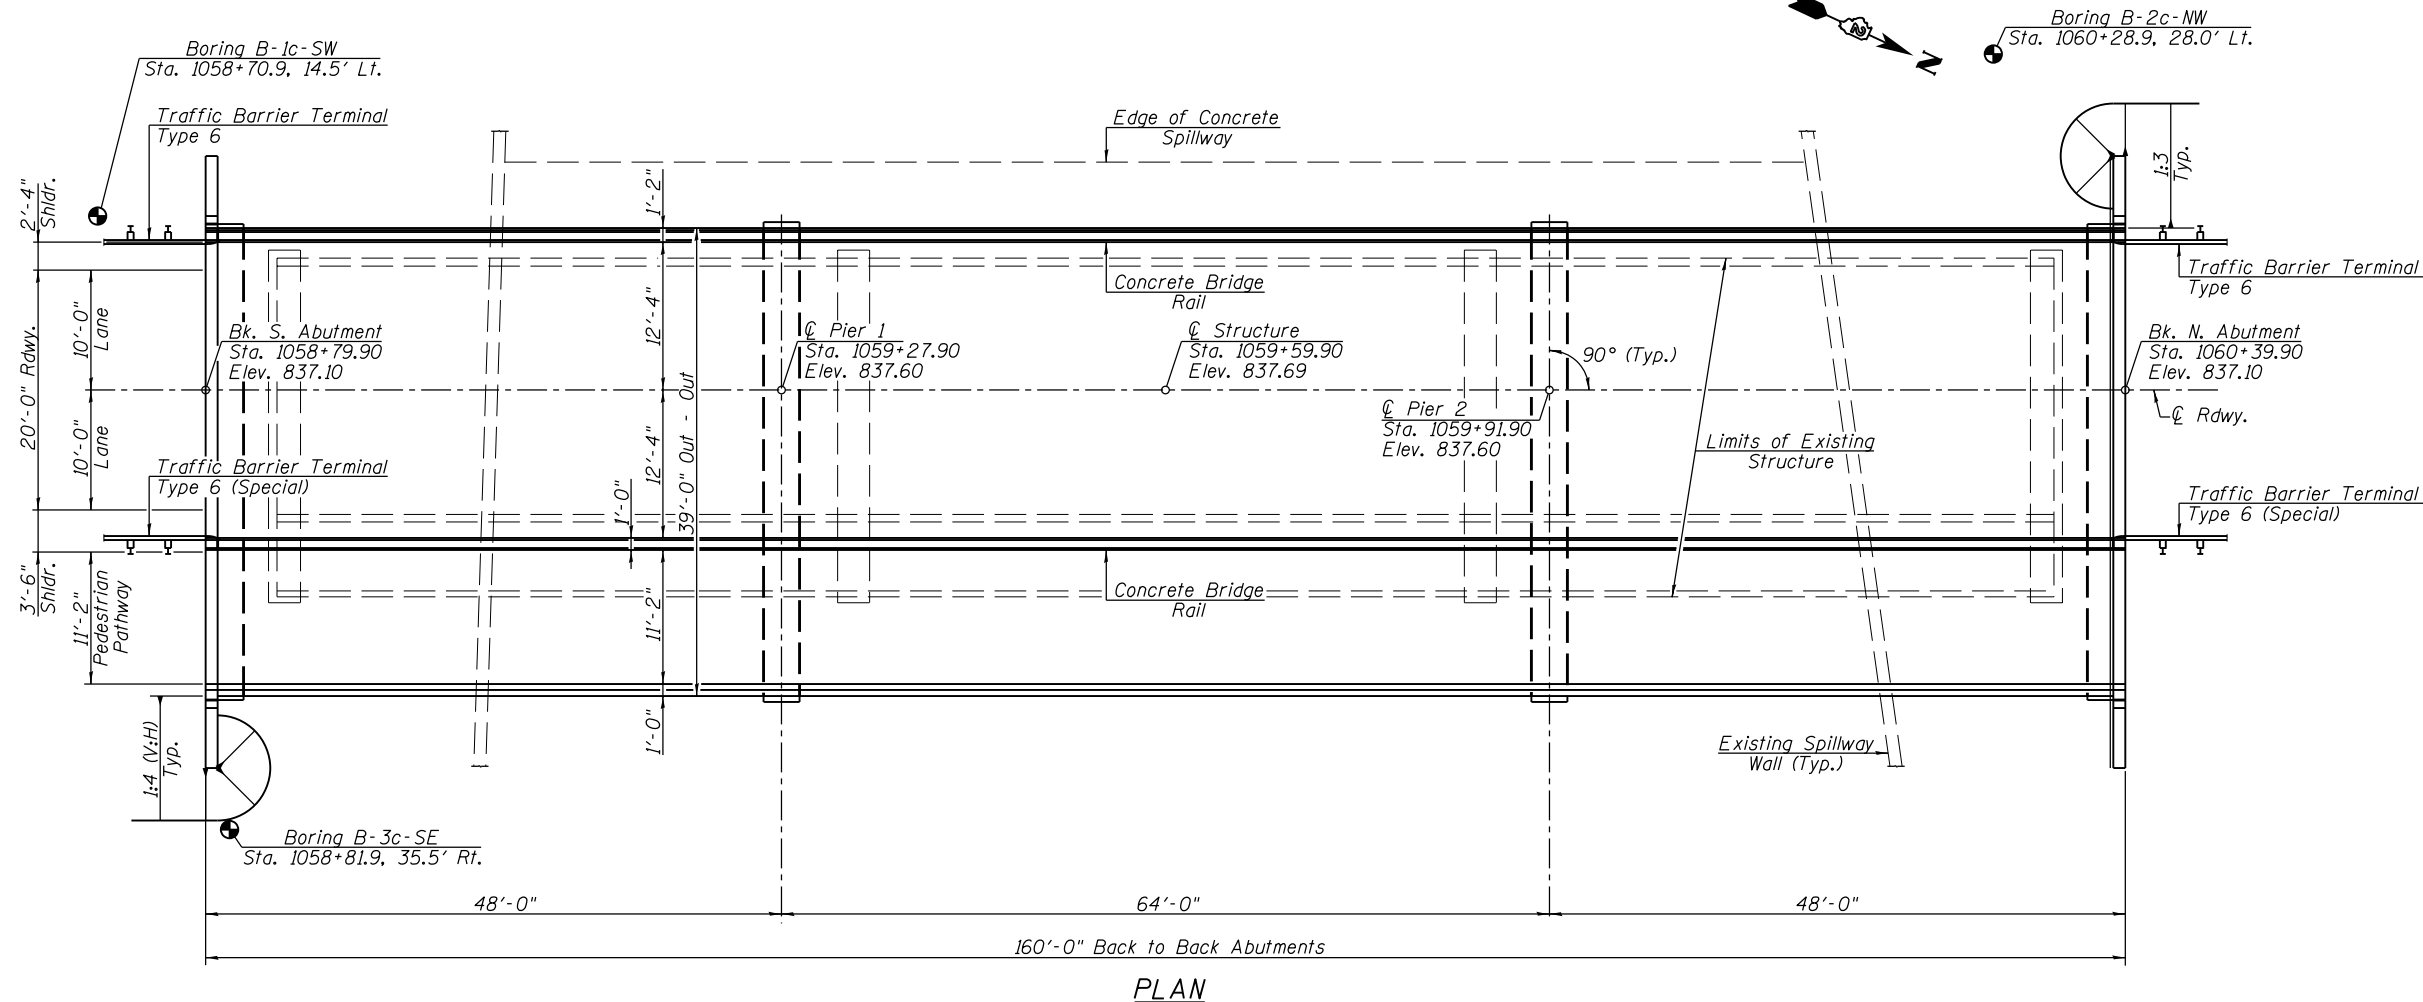 Boring B-1c-SW
Sta. 1058+70.9, 14.5' Lt.
Boring B-2c-NW
Sta. 1060+28.9, 28.0' Lt.
N
Traffic Barrier Terminal
Type 6
Edge of Concrete
Spillway
1:3
Typ.
2'-4"
Shldr.
1'-2"
Concrete Bridge
Rail
Traffic Barrier Terminal
Type 6
20'-0" Rdwy.
10'-0"
Lane
12'-4"
Bk. S. Abutment
Sta. 1058+79.90
Elev. 837.10
℄ Pier 1
Sta. 1059+27.90
Elev. 837.60
℄ Structure
Sta. 1059+59.90
Elev. 837.69
90° (Typ.)
Bk. N. Abutment
Sta. 1060+39.90
Elev. 837.10
℄ Rdwy.
℄ Pier 2
Sta. 1059+91.90
Elev. 837.60
Limits of Existing
Structure
10'-0"
Lane
12'-4"
39'-0" Out - Out
1'-0"
Traffic Barrier Terminal
Type 6 (Special)
Traffic Barrier Terminal
Type 6 (Special)
3'-6"
Shldr.
11'-2"
Pedestrian
Pathway
11'-2"
Concrete Bridge
Rail
1:4 (V:H)
Typ.
1'-0"
Existing Spillway
Wall (Typ.)
Boring B-3c-SE
Sta. 1058+81.9, 35.5' Rt.
48'-0"
64'-0"
48'-0"
160'-0" Back to Back Abutments
PLAN